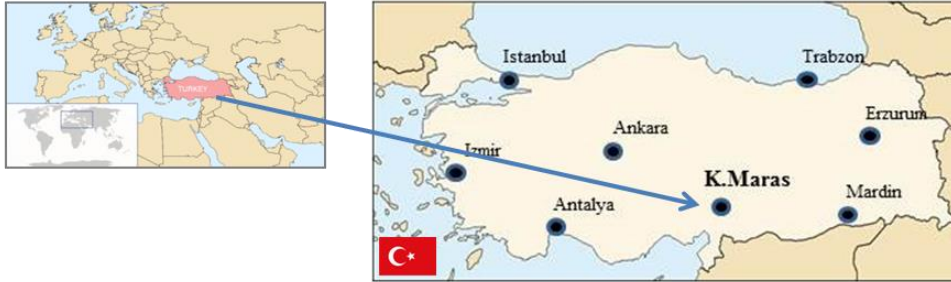 TURKEY
Istanbul
Trabzon
Erzurum
Ankara
Izmir
K.Maras
Mardin
Antalya